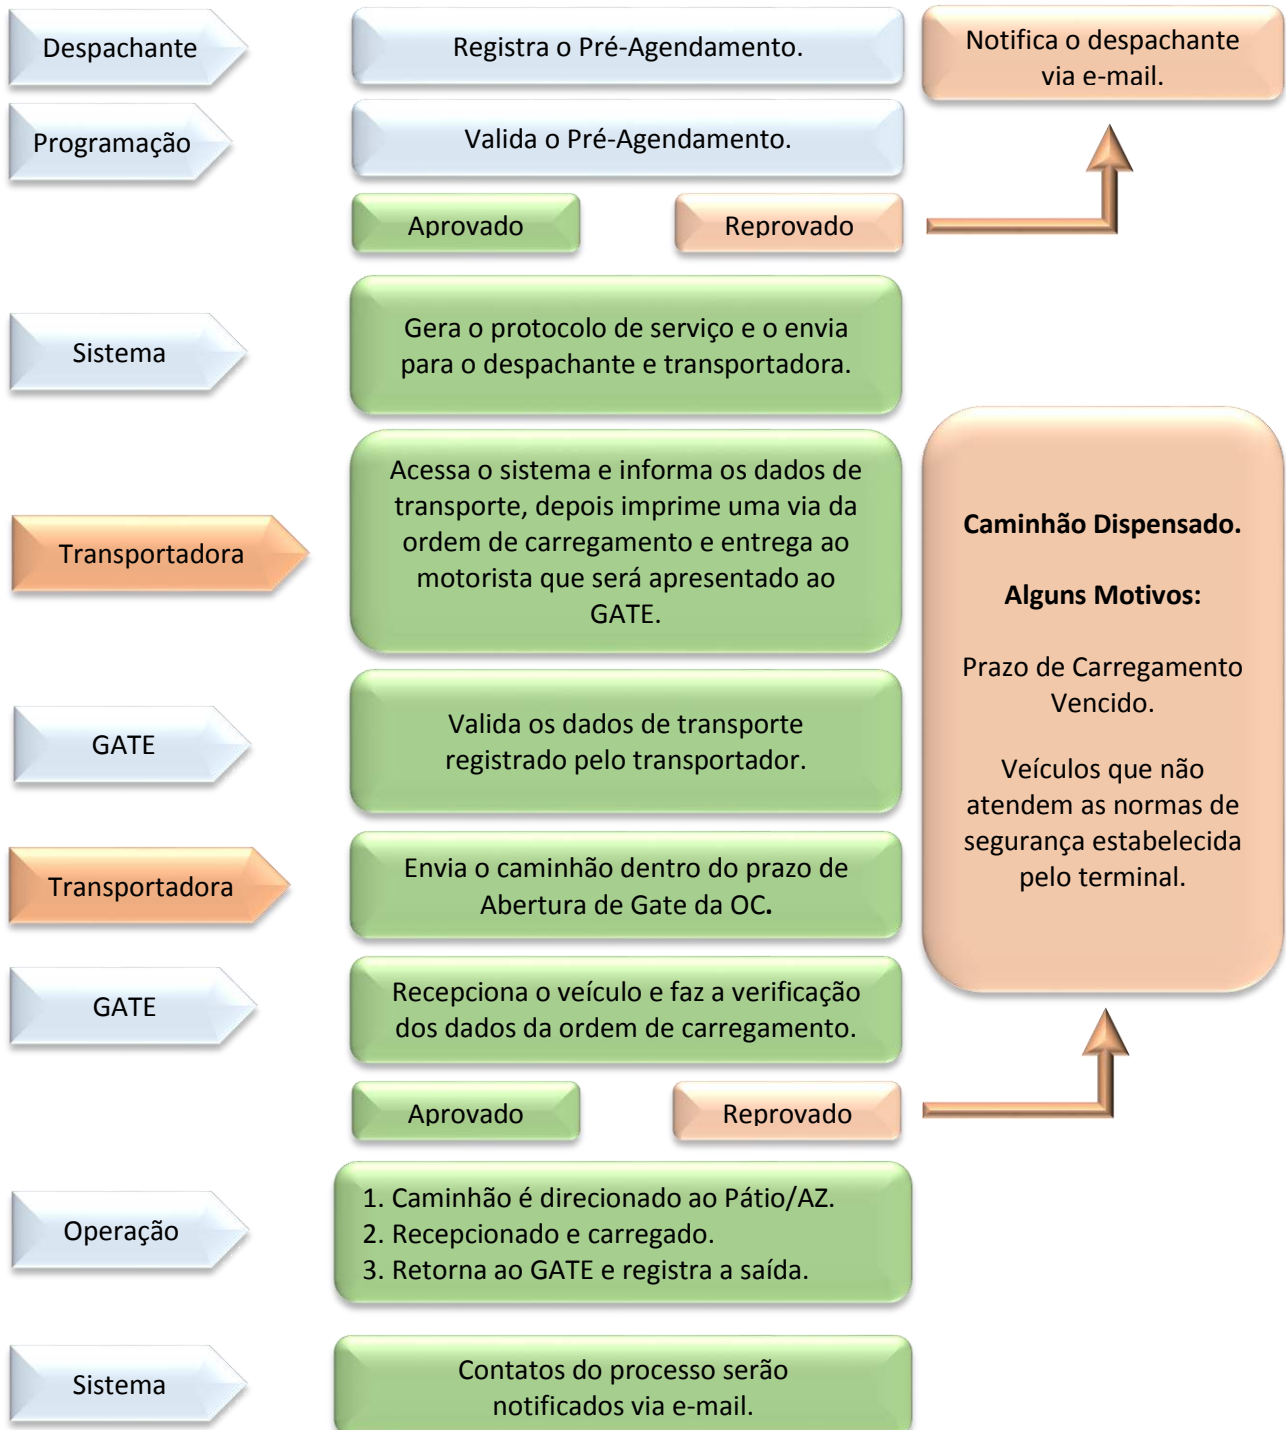 Despachante
Registra o Pré-Agendamento.
Notifica o despachante
via e-mail.
Programação
Valida o Pré-Agendamento.
Aprovado
Reprovado
Sistema
Gera o protocolo de serviço e o envia
para o despachante e transportadora.
Transportadora
Acessa o sistema e informa os dados de
transporte, depois imprime uma via da
ordem de carregamento e entrega ao
motorista que será apresentado ao
GATE.
Caminhão Dispensado.
Alguns Motivos:
Prazo de Carregamento
Vencido.
Veículos que não
atendem as normas de
segurança estabelecida
pelo terminal.
GATE
Valida os dados de transporte
registrado pelo transportador.
Transportadora
Envia o caminhão dentro do prazo de
Abertura de Gate da OC.
GATE
Recepciona o veículo e faz a verificação
dos dados da ordem de carregamento.
Aprovado
Reprovado
Operação
1. Caminhão é direcionado ao Pátio/AZ.
2. Recepcionado e carregado.
3. Retorna ao GATE e registra a saída.
Sistema
Contatos do processo serão
notificados via e-mail.